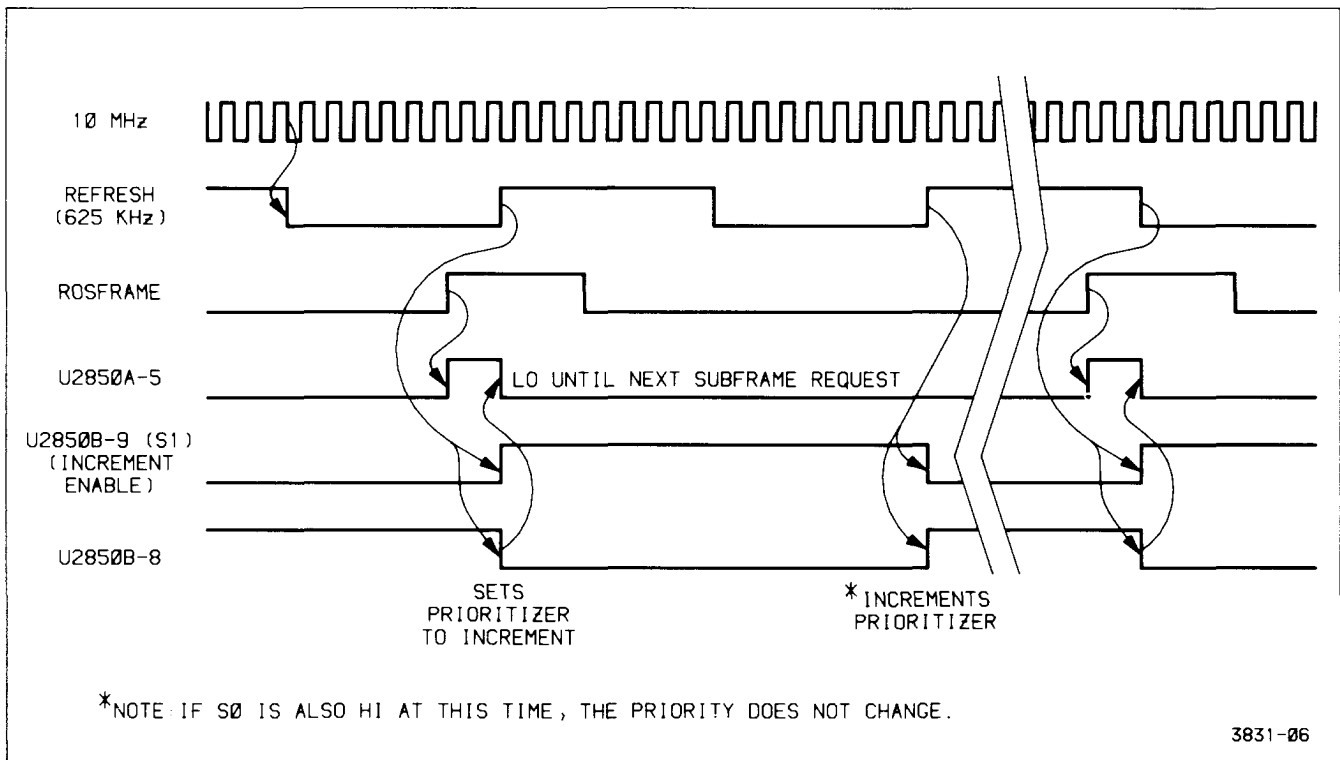 10 MHz
REFRESH
(625 KHz)
ROSFRAME
U2850A-5
LO UNTIL NEXT SUBFRAME REQUEST
U2850B-9 (S1)
(INCREMENT
ENABLE)
U2850B-8
SETS
PRIORITIZER
TO INCREMENT
*INCREMENTS
PRIORITIZER
*NOTE: IF S0 IS ALSO HI AT THIS TIME, THE PRIORITY DOES NOT CHANGE.
3831-06